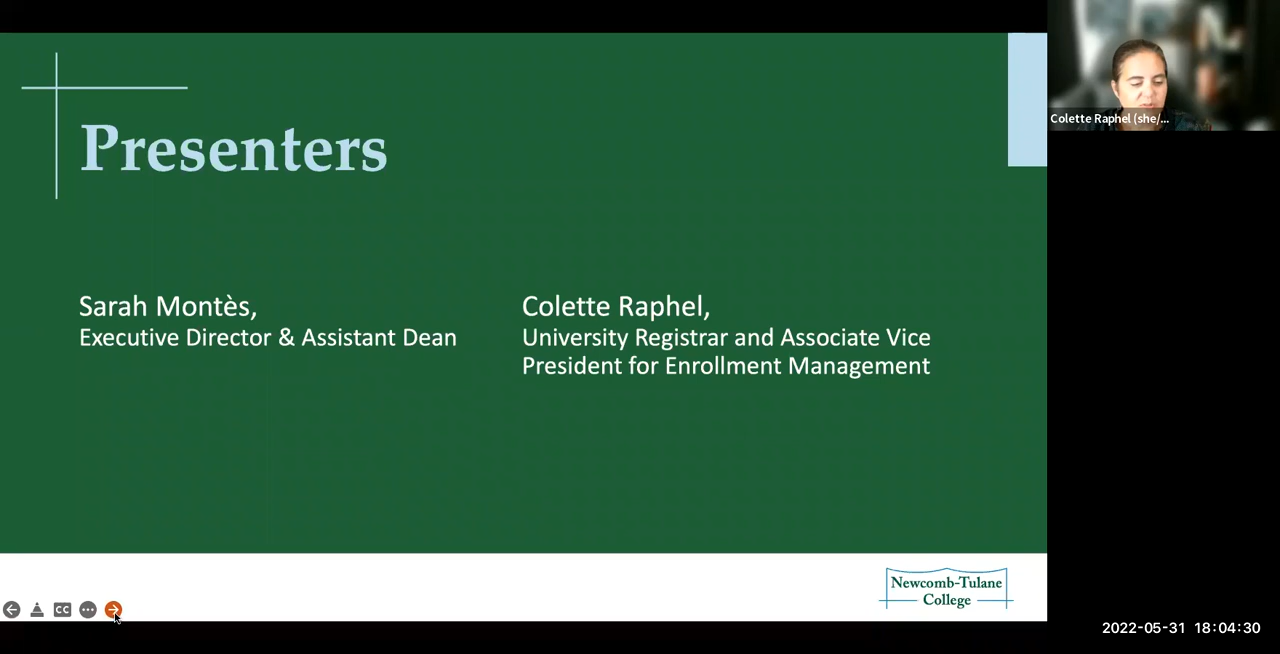 Presenters
Sarah Montès,
Executive Director & Assistant Dean
Colette Raphel,
University Registrar and Associate Vice
President for Enrollment Management
Newcomb-Tulane
College
CC
Colette Raphel (she/...
2022-05-31 18:04:30